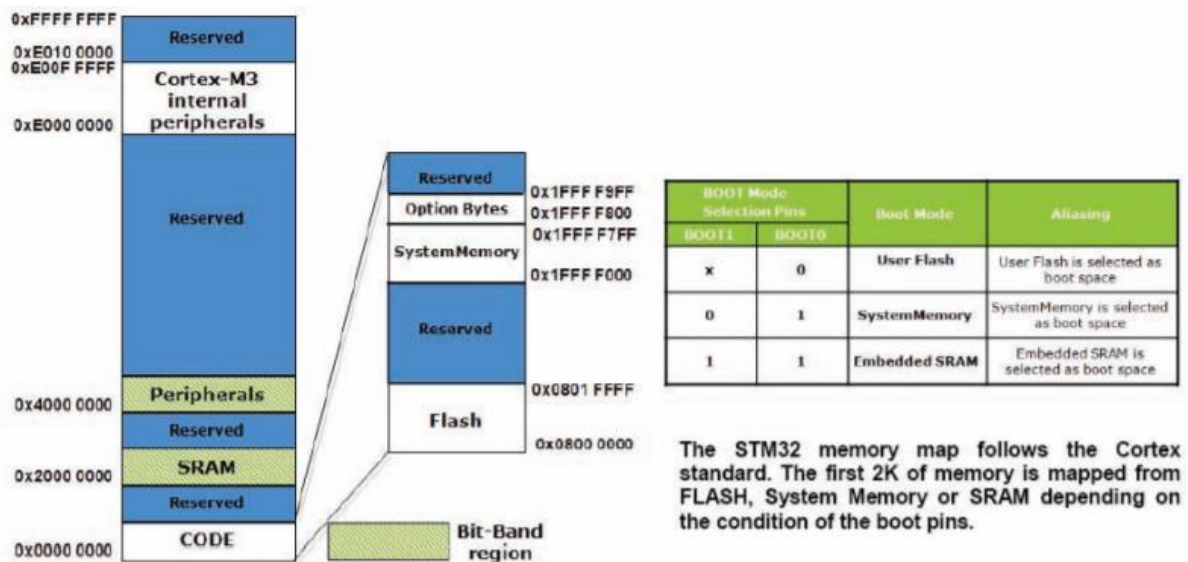 0xFFFF FFFF
Reserved
0xE010 0000
0xE00F FFFF
Cortex-M3
internal
peripherals
0xE000 0000
Reserved
Peripherals
0x4000 0000
Reserved
SRAM
0x2000 0000
Reserved
CODE
0x0000 0000
Reserved
0x1FFF F9FF
Option Bytes
0x1FFF F800
0x1FFF F7FF
SystemMemory
0x1FFF F000
Reserved
0x0801 FFFF
Flash
0x0800 0000
Bit-Band
region
BOOT Mode
Selection Pins
Boot Mode
Aliasing
BOOT1 BOOT0
x 0 User Flash User Flash is selected as
boot space
0 1 SystemMemory SystemMemory is selected
as boot space
1 1 Embedded SRAM Embedded SRAM is
selected as boot space
The STM32 memory map follows the Cortex
standard. The first 2K of memory is mapped from
FLASH, System Memory or SRAM depending on
the condition of the boot pins.